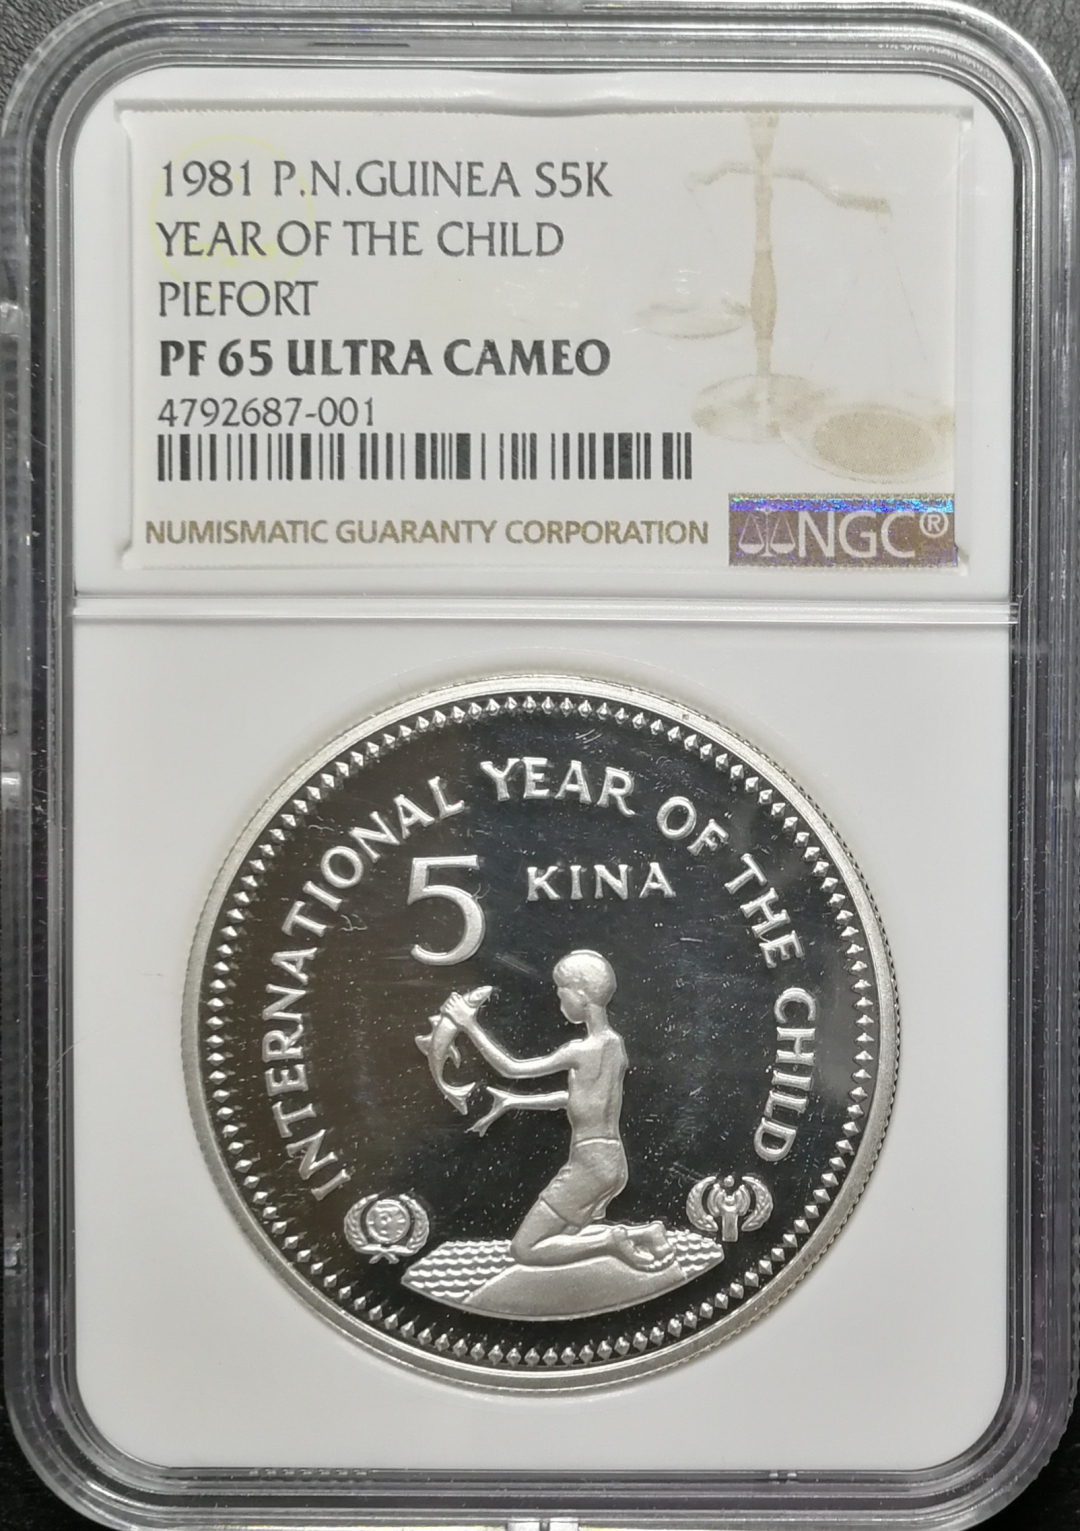 1981 P.N.GUINEA S5K
YEAR OF THE CHILD
PIEFORT
PF 65 ULTRA CAMEO
4792687-001
NUMISMATIC GUARANTY CORPORATION
NGC®
INTERNATIONAL YEAR OF THE CHILD
5 KINA